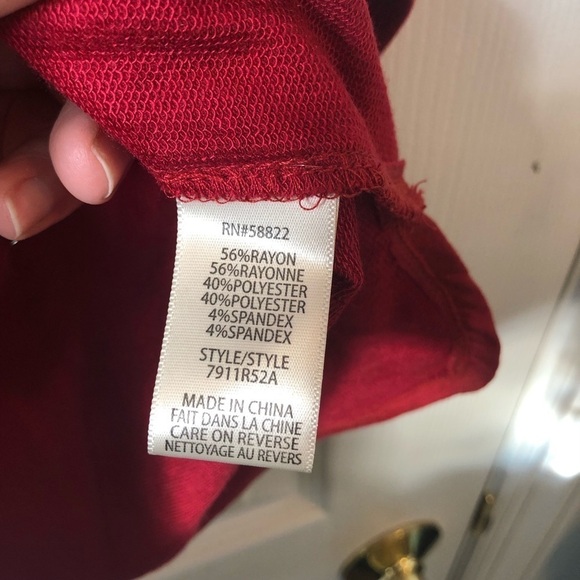 RN#58822
56%RAYON
56%RAYONNE
40%POLYESTER
40%POLYESTER
4%SPANDEX
4%SPANDEX
STYLE/STYLE
7911R52A
MADE IN CHINA
FAIT DANS LA CHINE
CARE ON REVERSE
NETTOYAGE AU REVERS